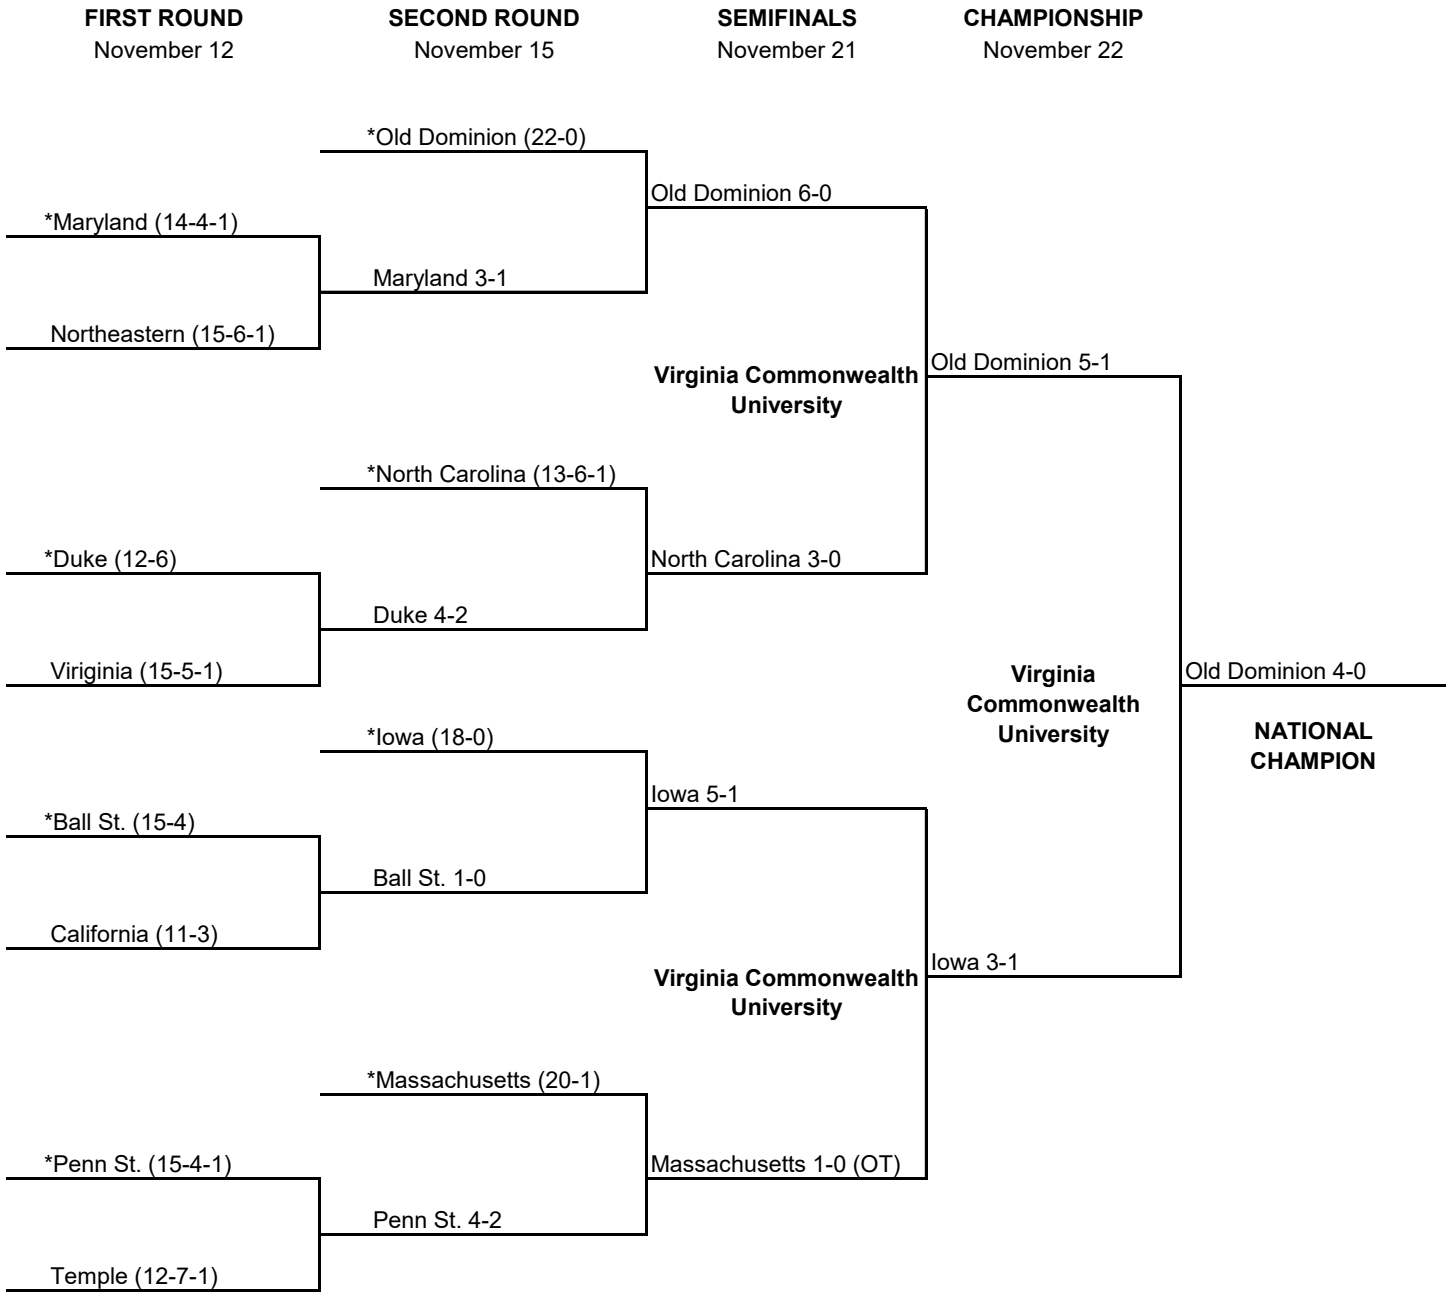 FIRST ROUND
November 12
SECOND ROUND
November 15
SEMIFINALS
November 21
CHAMPIONSHIP
November 22
*Old Dominion (22-0)
Old Dominion 6-0
*Maryland (14-4-1)
Maryland 3-1
Northeastern (15-6-1)
Old Dominion 5-1
Virginia Commonwealth
University
*North Carolina (13-6-1)
*Duke (12-6)
North Carolina 3-0
Duke 4-2
Viriginia (15-5-1)
Virginia
Commonwealth
University
Old Dominion 4-0
NATIONAL
CHAMPION
*Iowa (18-0)
Iowa 5-1
*Ball St. (15-4)
Ball St. 1-0
California (11-3)
Iowa 3-1
Virginia Commonwealth
University
*Massachusetts (20-1)
*Penn St. (15-4-1)
Massachusetts 1-0 (OT)
Penn St. 4-2
Temple (12-7-1)